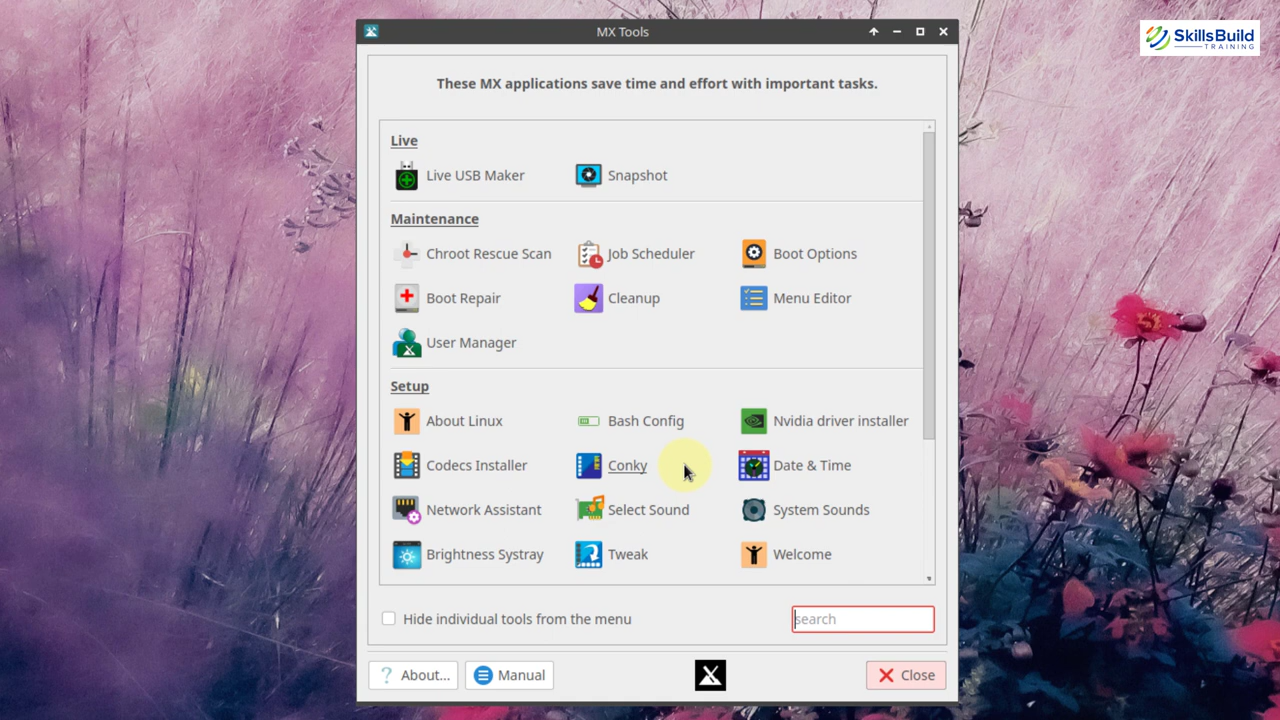 MX Tools
SkillsBuild
TRAINING
These MX applications save time and effort with important tasks.
Live
Live USB Maker
Snapshot
Maintenance
Chroot Rescue Scan
Job Scheduler
Boot Options
Boot Repair
Cleanup
Menu Editor
User Manager
Setup
About Linux
Bash Config
Nvidia driver installer
Codecs Installer
Conky
Date & Time
Network Assistant
Select Sound
System Sounds
Brightness Systray
Tweak
Welcome
Hide individual tools from the menu
search
? About...
Manual
Close